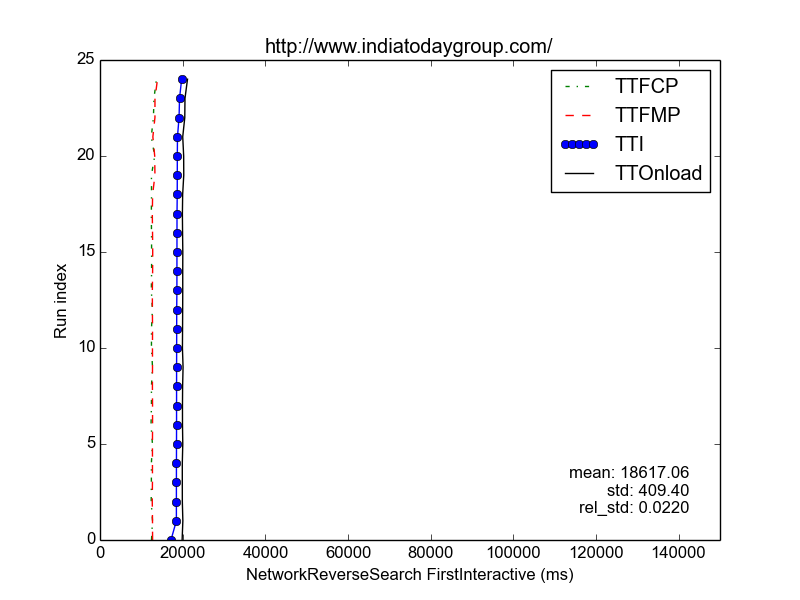 http://www.indiatodaygroup.com/
25
20
15
10
5
0
Run index
TTFCP
TTFMP
TTI
TTOnload
mean: 18617.06
std: 409.40
rel_std: 0.0220
0 20000 40000 60000 80000 100000 120000 140000
NetworkReverseSearch FirstInteractive (ms)